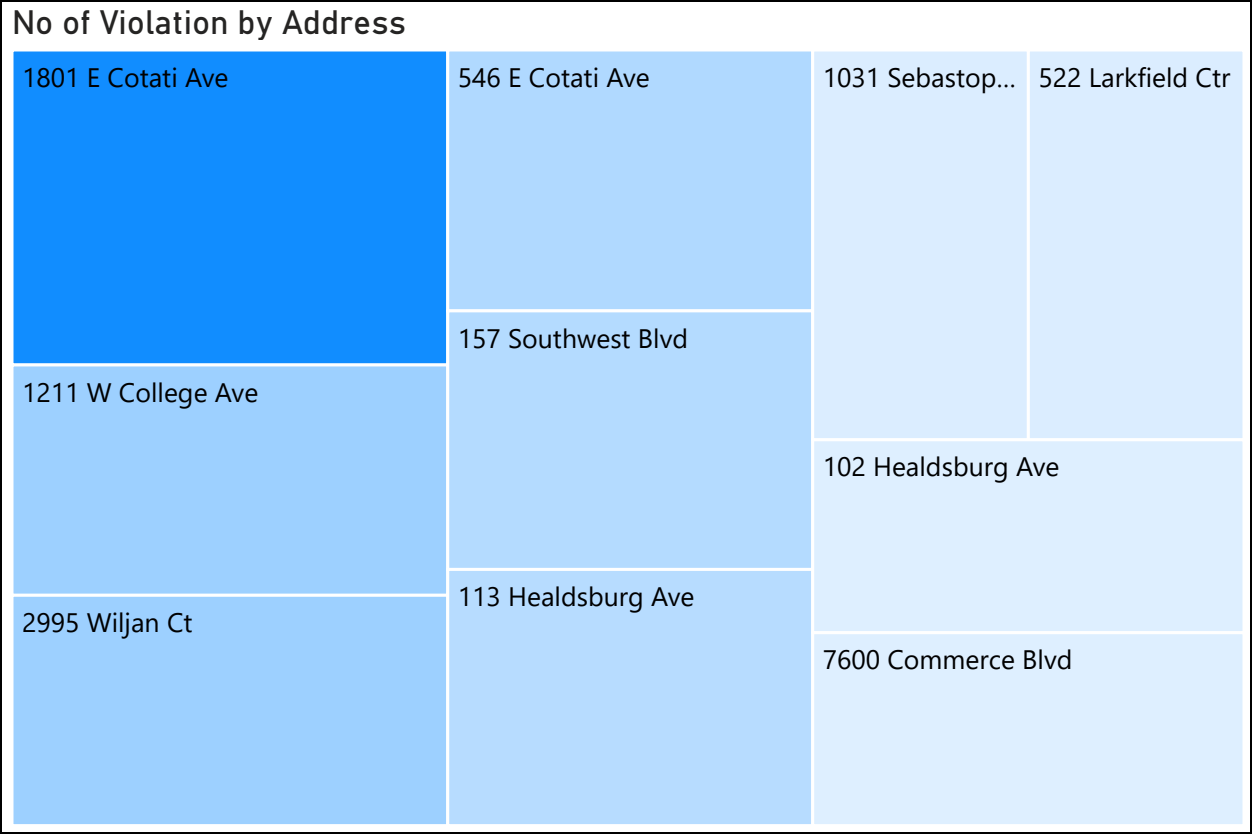 No of Violation by Address
1801 E Cotati Ave
1211 W College Ave
2995 Wiljan Ct
546 E Cotati Ave
157 Southwest Blvd
113 Healdsburg Ave
1031 Sebastop...
522 Larkfield Ctr
102 Healdsburg Ave
7600 Commerce Blvd